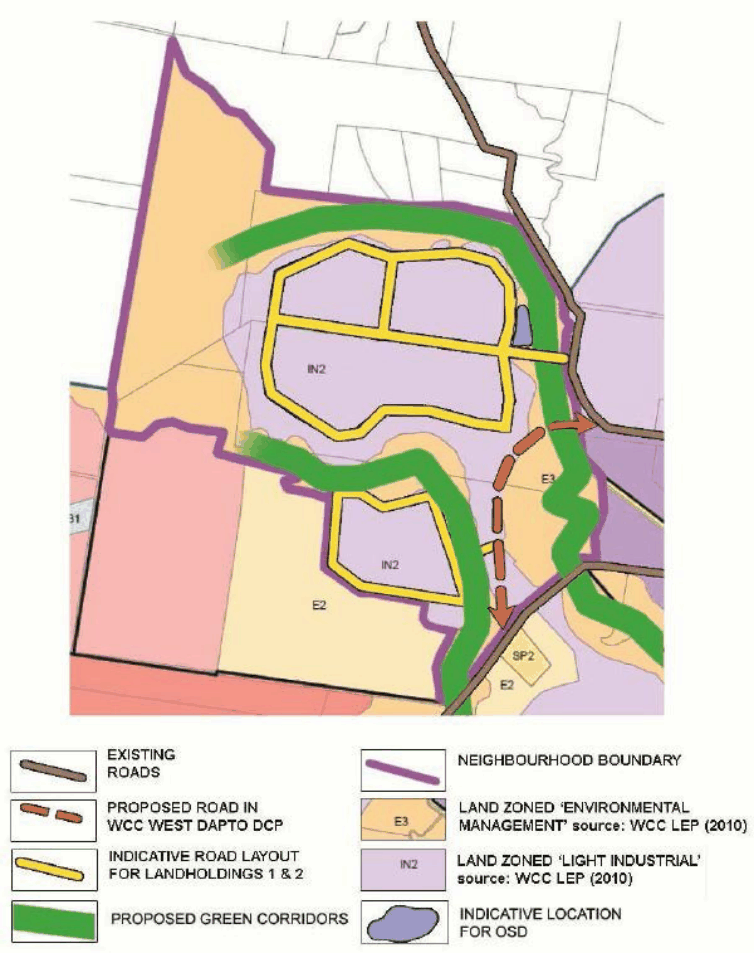 IN2
E3
31
IN2
E2
SP2
E2
EXISTING
ROADS
NEIGHBOURHOOD BOUNDARY
PROPOSED ROAD IN
WCC WEST DAPTO DCP
E3
LAND ZONED ‘ENVIRONMENTAL
MANAGEMENT’ source: WCC LEP (2010)
INDICATIVE ROAD LAYOUT
FOR LANDHOLDINGS 1 & 2
IN2
LAND ZONED ‘LIGHT INDUSTRIAL’
source: WCC LEP (2010)
PROPOSED GREEN CORRIDORS
INDICATIVE LOCATION
FOR OSD